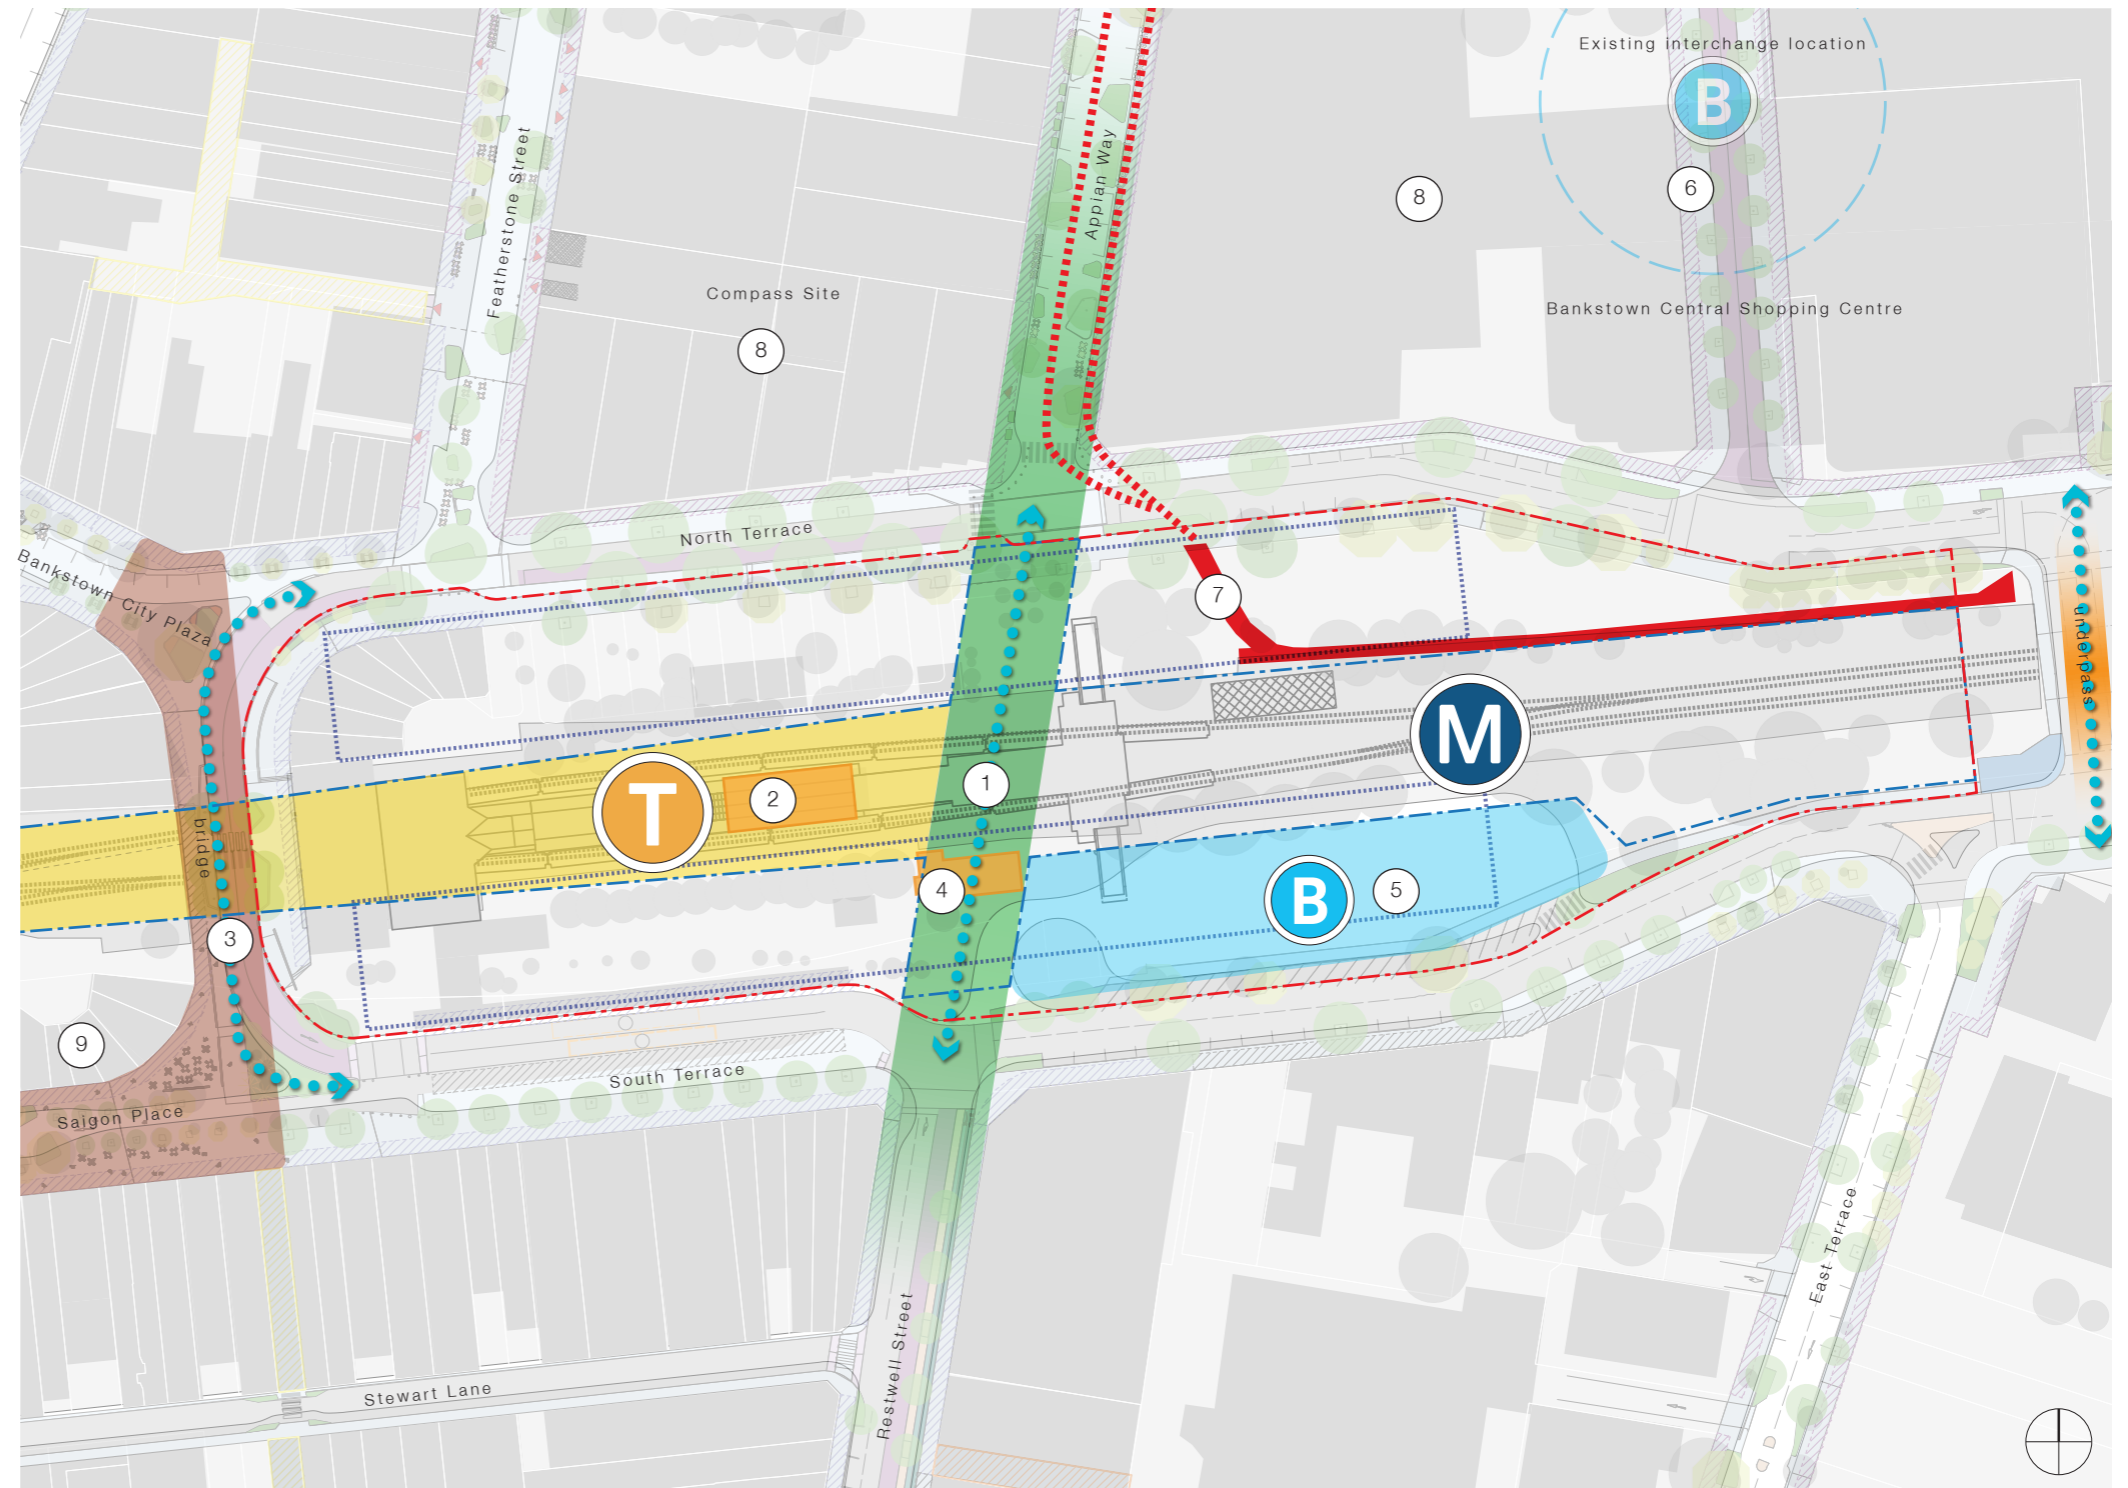 Existing interchange location
B
6
8
Appian Way
Featherstone Street
Compass Site
8
Bankstown Central Shopping Centre
North Terrace
Bankstown City Plaza
7
underpass
M
T
2
1
bridge
4
B
5
3
9
South Terrace
Saigon Place
East Terrace
Restwell Street
Stewart Lane